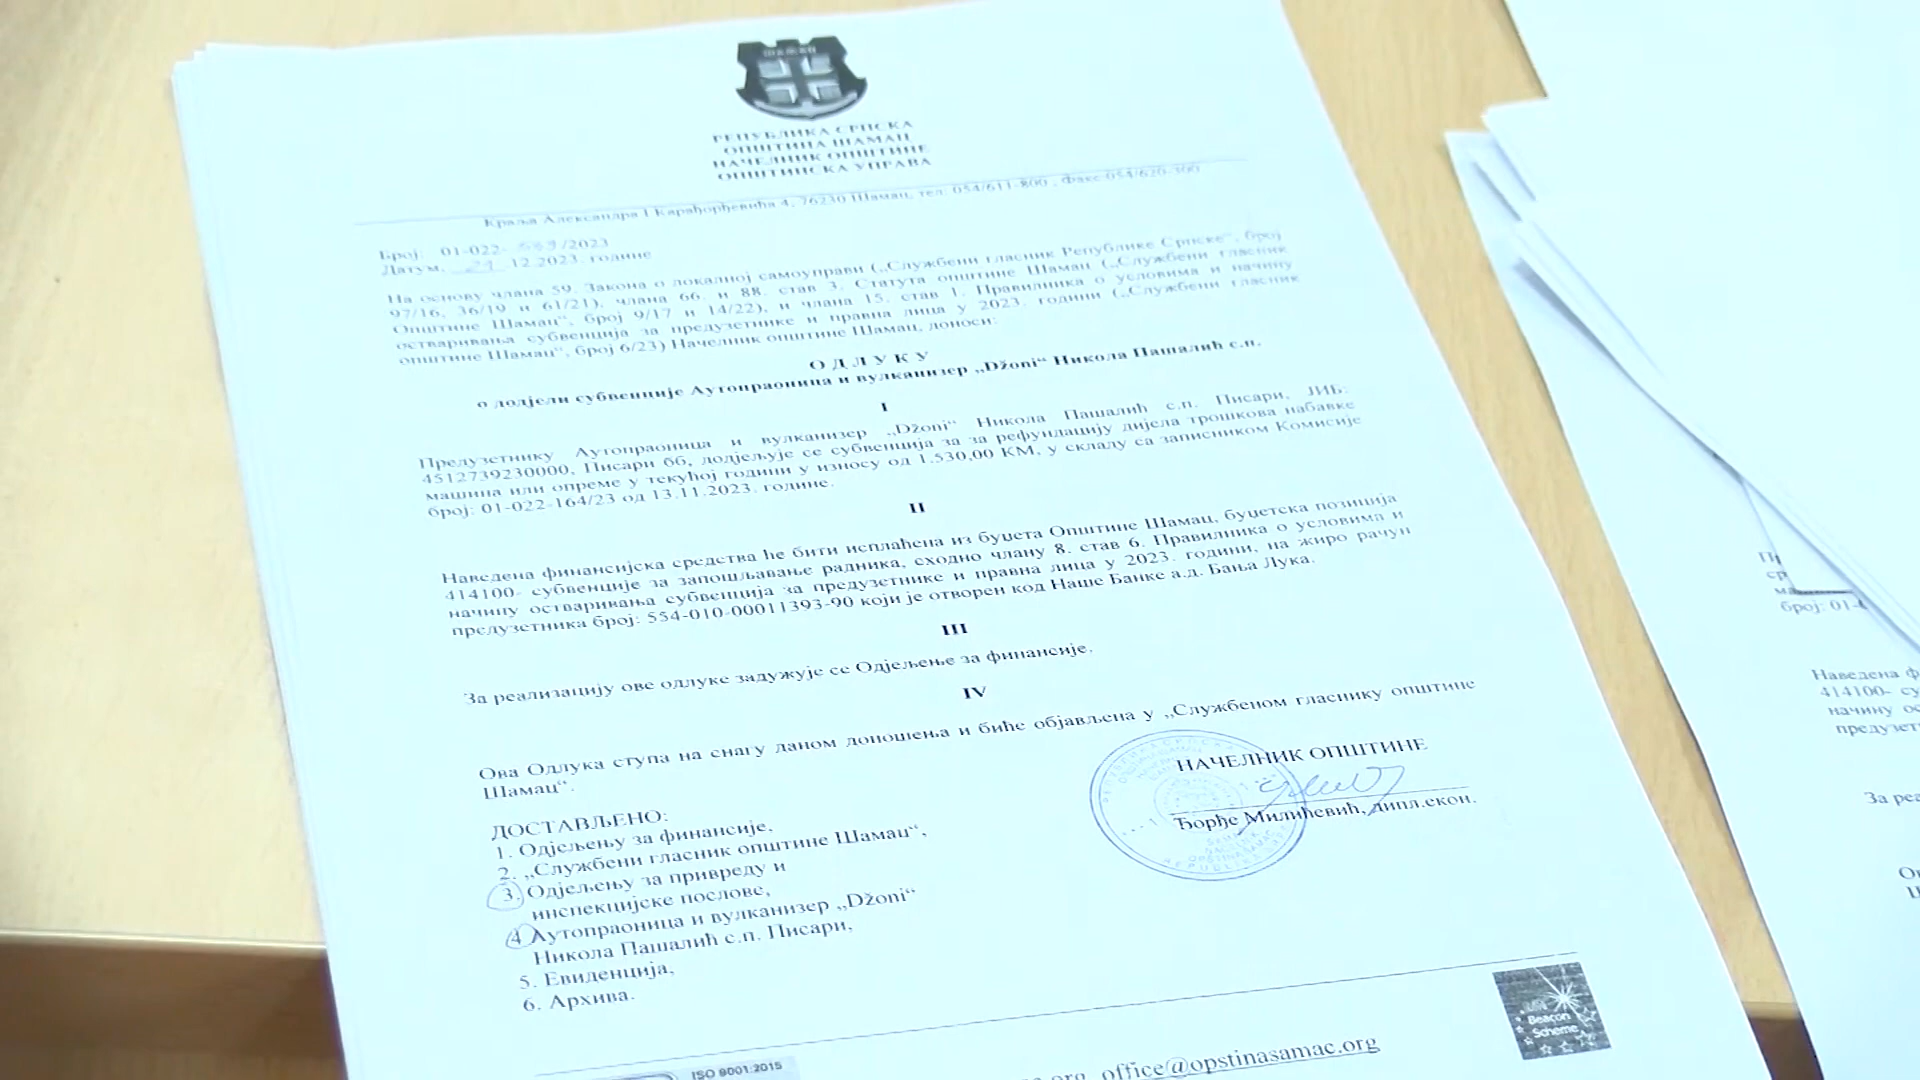 РЕПУБЛИКА СРПСКА
ОПШТИНА ШАМАЦ
НАЧЕЛНИК ОПШТИНЕ
ОПШТИНСКА УПРАВА
Краља Александра I Карађорђевића 4, 76230 Шамац, тел. 054/611-800 , Факс 054/620-300
Број: 01-022- /2023
Датум, 12.2023. године
На основу члана 59. Закона о локалној самоуправи („Службени гласник Републике Српске“, број
97/16, 36/19 и 61/21), члана 66. и 88. став 3. Статута општине Шамац („Службени гласник
Општине Шамац“, број 9/17 и 14/22), и члана 15. став 1. Правилника о условима и начину
остваривања субвенција за предузетнике и правна лица у 2023. години („Службени гласник
општине Шамац“, број 6/23) Начелник општине Шамац, доноси:
О Д Л У К У
о додјели субвенције Аутопраоница и вулканизер „Džoni“ Никола Пашалић с.п.
I
Предузетнику Аутопраоница и вулканизер „Džoni“ Никола Пашалић с.п. Писари, ЈИБ:
4512739230000, Писари бб, додјељује се субвенција за за рефундацију дијела трошкова набавке
машина или опреме у текућој години у износу од 1.530,00 КМ, у складу са записником Комисије
број: 01-022-164/23 од 13.11.2023. године.
II
Наведена финансијска средства ће бити исплаћена из буџета Општине Шамац, буџетска позиција
414100- субвенције за запошљавање радника, сходно члану 8. став 6. Правилника о условима и
начину остваривања субвенција за предузетнике и правна лица у 2023. години, на жиро рачун
предузетника број: 554-010-00011393-90 који је отворен код Наше Банке а.д. Бања Лука.
III
За реализацију ове одлуке задужује се Одјељење за финансије.
IV
Ова Одлука ступа на снагу даном доношења и биће објављена у „Службеном гласнику општине
Шамац“.
НАЧЕЛНИК ОПШТИНЕ
Ђорђе Милићевић, дипл.екон.
ДОСТАВЉЕНО:
1. Одјељењу за финансије,
2. „Службени гласник општине Шамац“,
3. Одјељењу за привреду и
инспекцијске послове,
4 Аутопраоница и вулканизер „Džoni“
Никола Пашалић с.п. Писари,
5. Евиденција,
6. Архива.
ISO 9001:2015
office@opstinasamac.org
Beacon
Scheme
број: 01-
Наведена ф
414100- су
начину ос
предузет
За реа